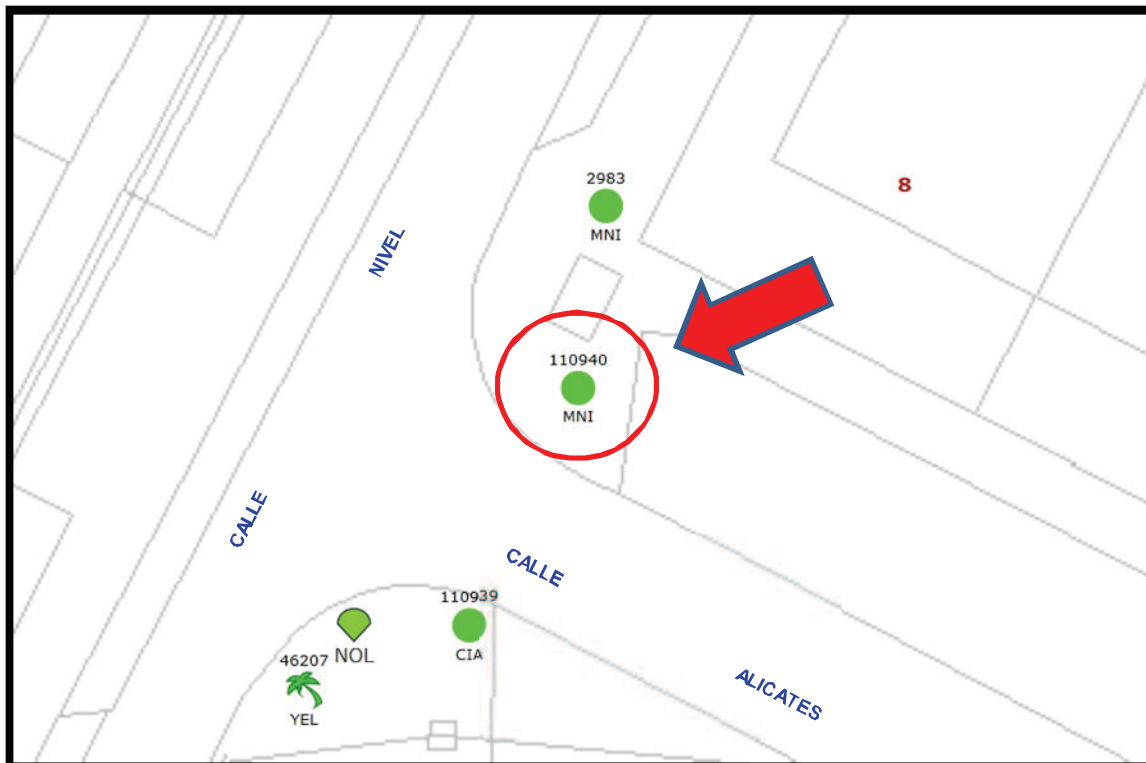 8
2983
MNI
NIVEL
110940
MNI
CALLE
CALLE
110939
CIA
NOL
46207
YEL
ALICATES